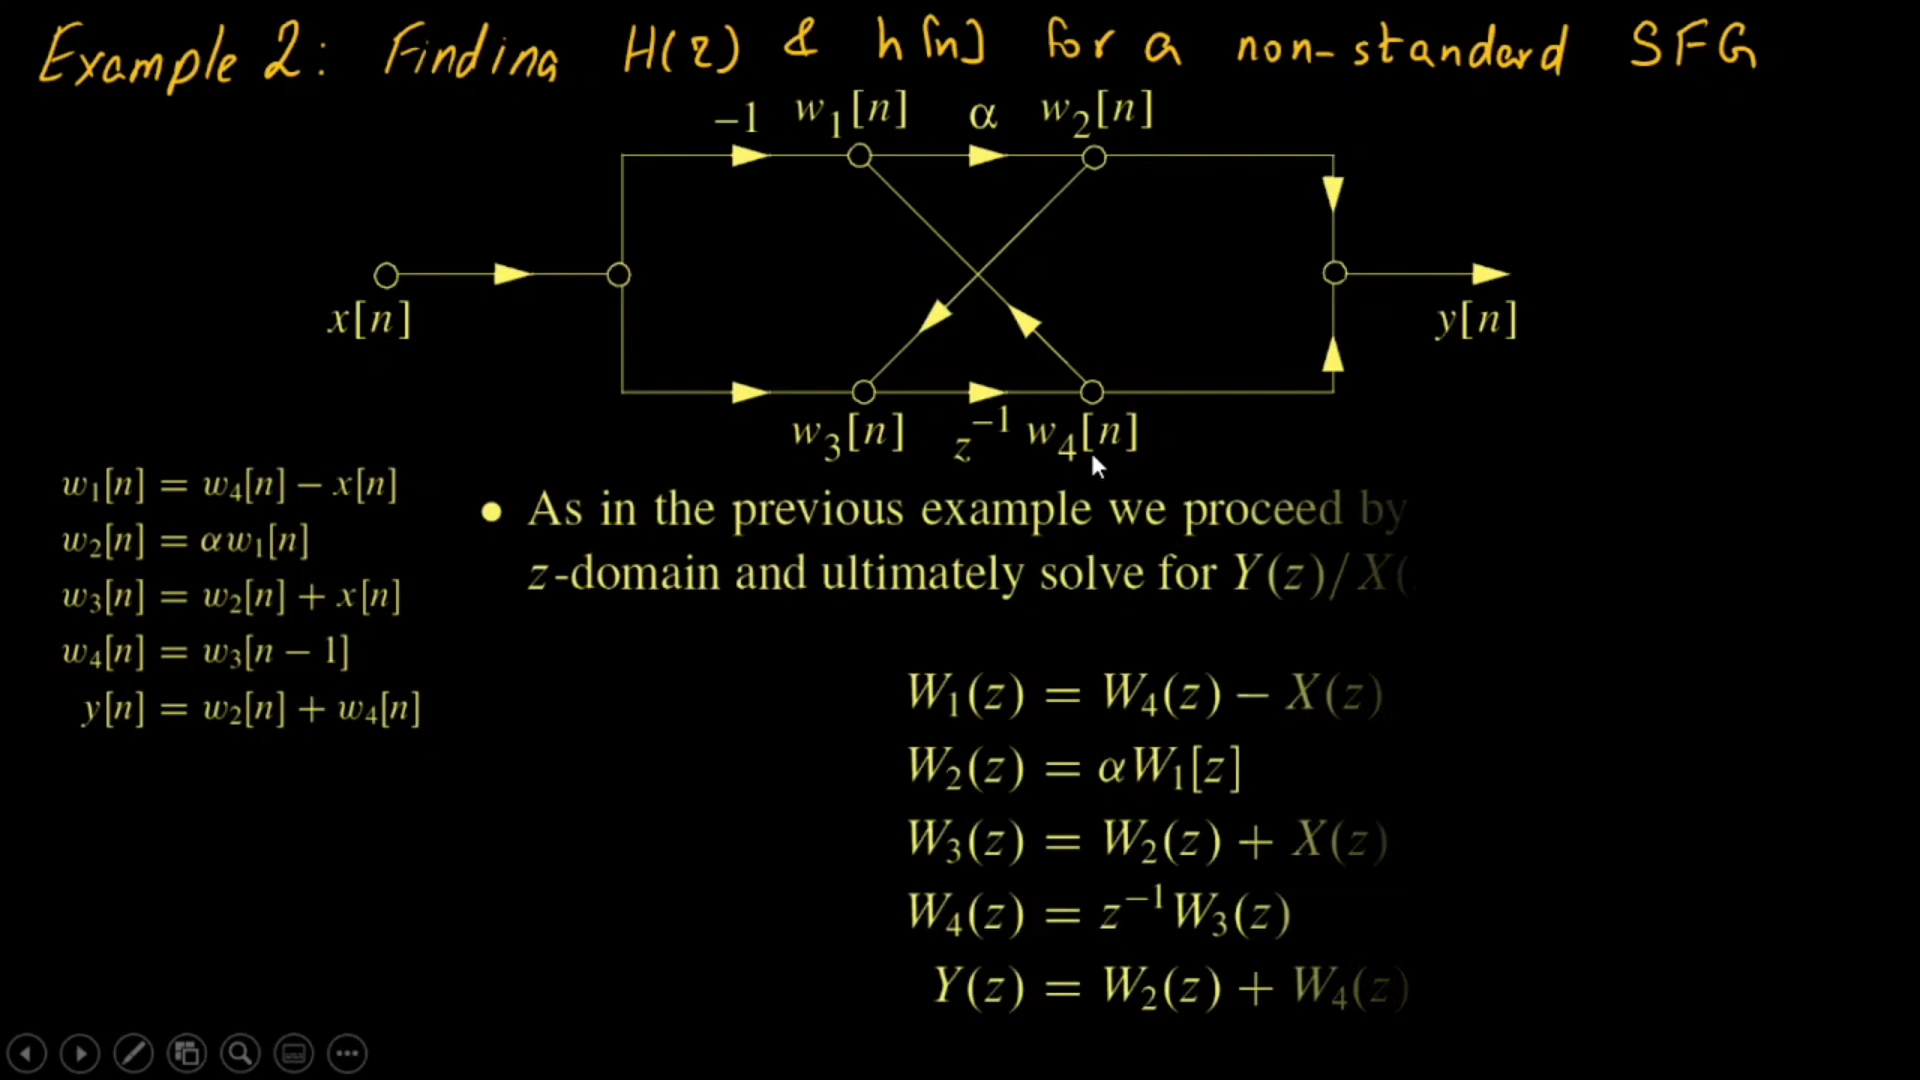 Example 2: Finding H(z) & h[n] for a non-standard SFG
−1 w₁[n] α w₂[n]
x[n] y[n]
w₃[n] z⁻¹ w₄[n]
w₁[n] = w₄[n] − x[n]
w₂[n] = αw₁[n]
w₃[n] = w₂[n] + x[n]
w₄[n] = w₃[n − 1]
y[n] = w₂[n] + w₄[n]
• As in the previous example we proceed by
z-domain and ultimately solve for Y(z)/X(
W₁(z) = W₄(z) − X(z)
W₂(z) = αW₁[z]
W₃(z) = W₂(z) + X(z)
W₄(z) = z⁻¹W₃(z)
Y(z) = W₂(z) + W₄(z)